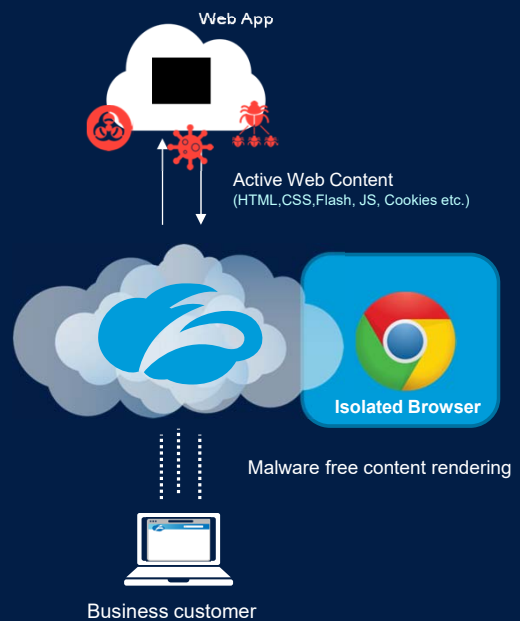 Web App
Active Web Content
(HTML,CSS,Flash, JS, Cookies etc.)
Isolated Browser
Malware free content rendering
Business customer